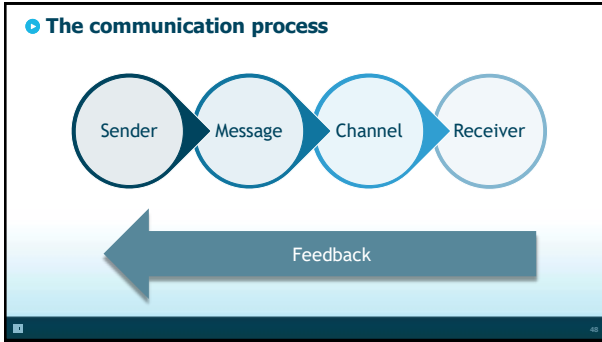 The communication process
Sender
Message
Channel
Receiver
Feedback
48